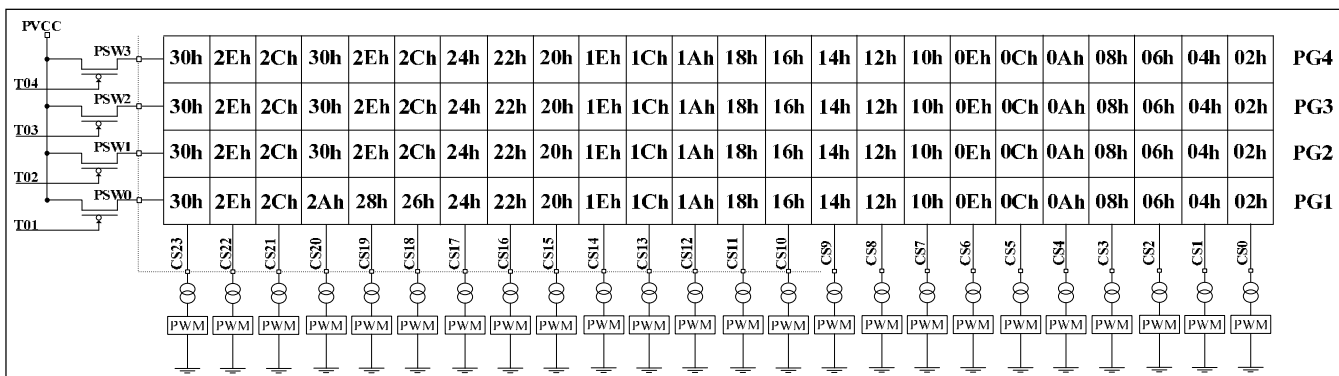 PVCC
PSW3
T04
30h 2Eh 2Ch 30h 2Eh 2Ch 24h 22h 20h 1Eh 1Ch 1Ah 18h 16h 14h 12h 10h 0Eh 0Ch 0Ah 08h 06h 04h 02h PG4
PSW2
T03
30h 2Eh 2Ch 30h 2Eh 2Ch 24h 22h 20h 1Eh 1Ch 1Ah 18h 16h 14h 12h 10h 0Eh 0Ch 0Ah 08h 06h 04h 02h PG3
PSW1
T02
30h 2Eh 2Ch 30h 2Eh 2Ch 24h 22h 20h 1Eh 1Ch 1Ah 18h 16h 14h 12h 10h 0Eh 0Ch 0Ah 08h 06h 04h 02h PG2
PSW0
T01
30h 2Eh 2Ch 2Ah 28h 26h 24h 22h 20h 1Eh 1Ch 1Ah 18h 16h 14h 12h 10h 0Eh 0Ch 0Ah 08h 06h 04h 02h PG1
CS23 CS22 CS21 CS20 CS19 CS18 CS17 CS16 CS15 CS14 CS13 CS12 CS11 CS10 CS9 CS8 CS7 CS6 CS5 CS4 CS3 CS2 CS1 CS0
PWM PWM PWM PWM PWM PWM PWM PWM PWM PWM PWM PWM PWM PWM PWM PWM PWM PWM PWM PWM PWM PWM PWM PWM